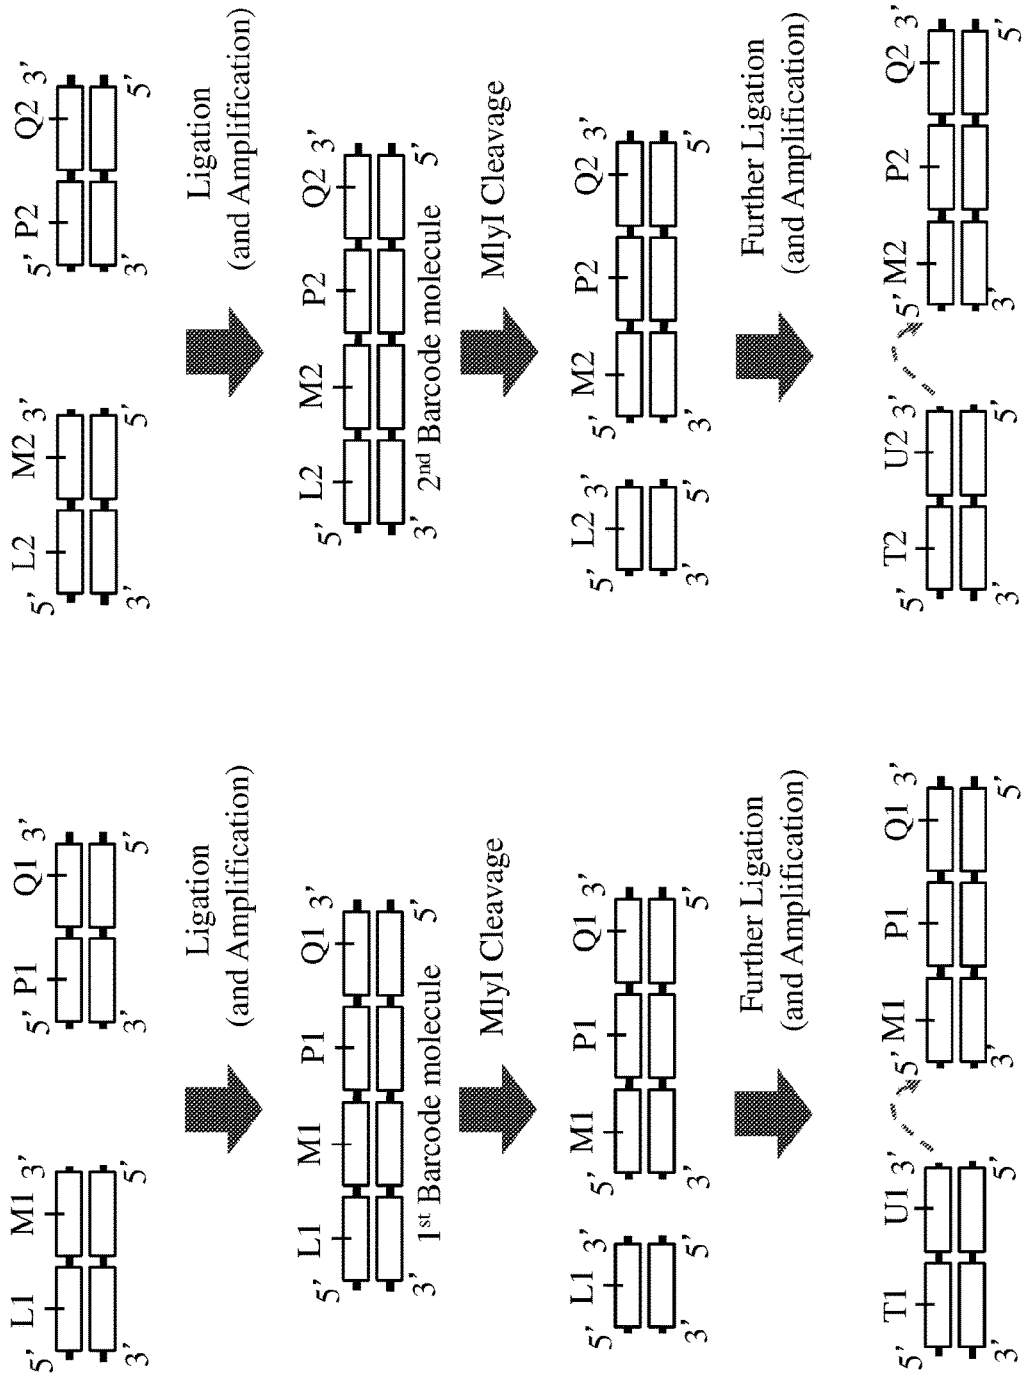 L1 M1 P1 Q1
5' 3' 5' 3'
3' 5' 3' 5'
Ligation
(and Amplification)
L1 M1 P1 Q1
5' 3'
3' 5'
1st Barcode molecule
MlyI Cleavage
L1 M1 P1 Q1
5' 3' 5' 3'
3' 5' 3' 5'
Further Ligation
(and Amplification)
T1 U1 M1 P1 Q1
5' 3' 5' 3'
3' 5' 3' 5'
L2 M2 P2 Q2
5' 3' 5' 3'
3' 5' 3' 5'
Ligation
(and Amplification)
L2 M2 P2 Q2
5' 3'
3' 5'
2nd Barcode molecule
MlyI Cleavage
L2 M2 P2 Q2
5' 3' 5' 3'
3' 5' 3' 5'
Further Ligation
(and Amplification)
T2 U2 M2 P2 Q2
5' 3' 5' 3'
3' 5' 3' 5'